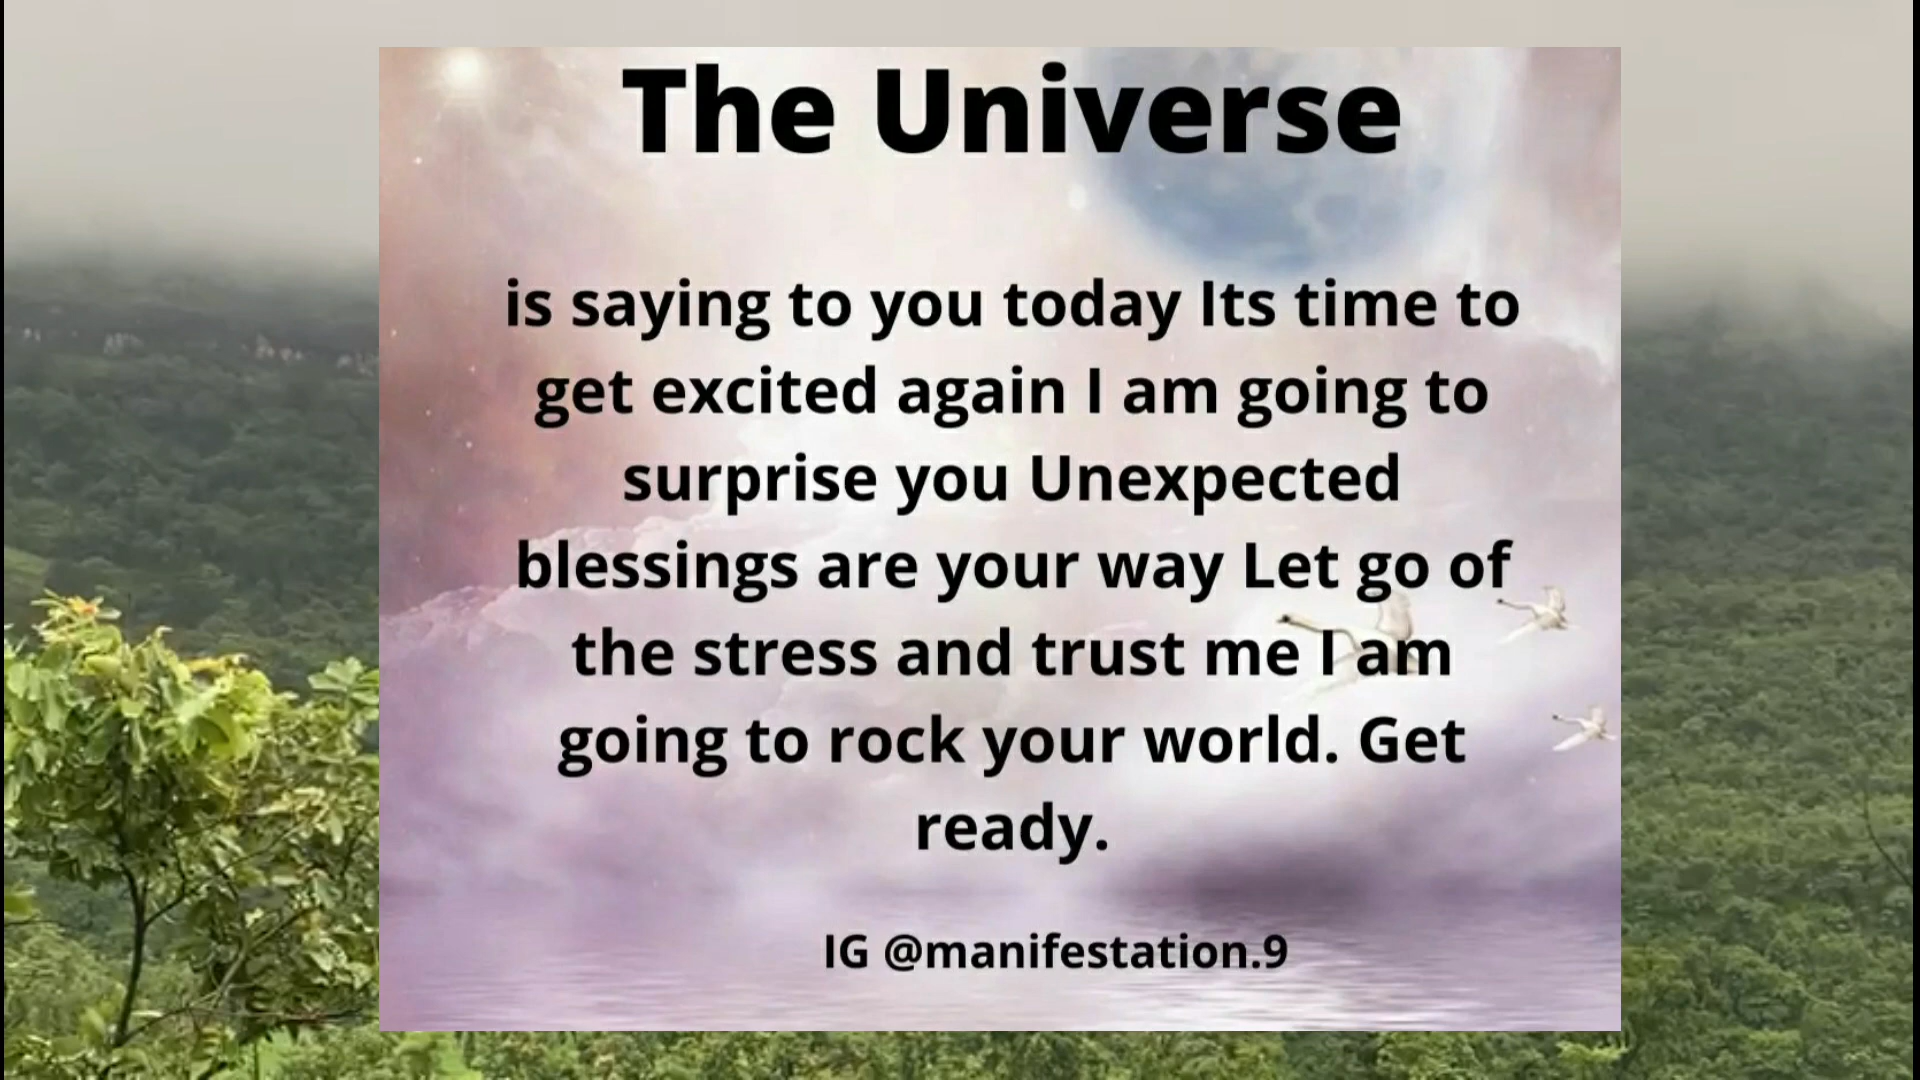 The Universe
is saying to you today Its time to
get excited again I am going to
surprise you Unexpected
blessings are your way Let go of
the stress and trust me I am
going to rock your world. Get
ready.
IG @manifestation.9